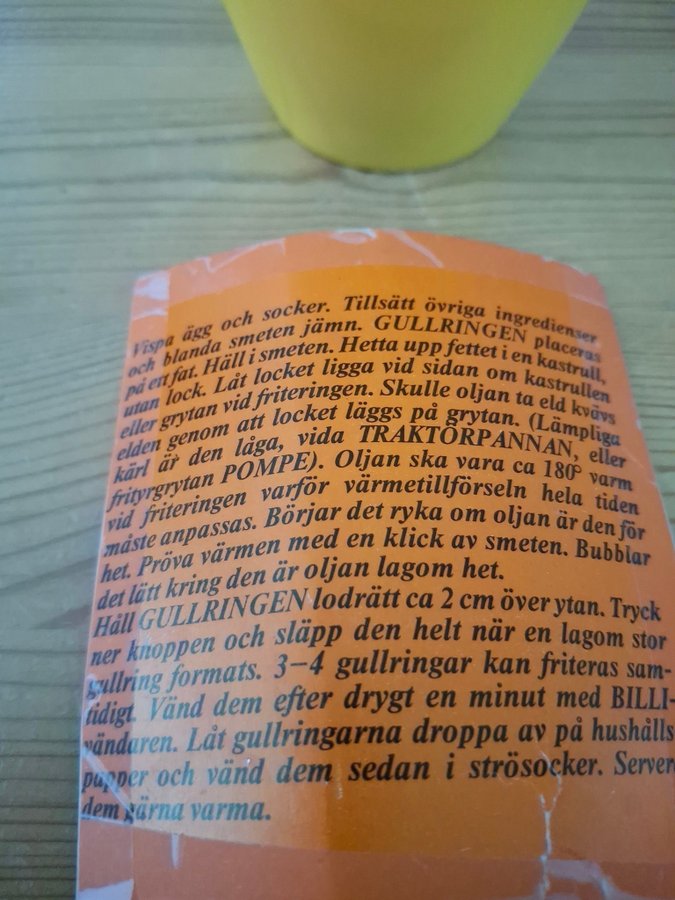 Vispa ägg och socker. Tillsätt övriga ingredienser
och blanda smeten jämn. GULLRINGEN placeras
på ett fat. Häll i smeten. Hetta upp fettet i en kastrull,
utan lock. Låt locket ligga vid sidan om kastrullen
eller grytan vid friteringen. Skulle oljan ta eld kvävs
elden genom att locket läggs på grytan. (Lämpliga
kärl är den låga, vida TRAKTÖRPANNAN, eller
frityrgrytan POMPE). Oljan ska vara ca 180° varm
vid friteringen varför värmetillförseln hela tiden
måste anpassas. Börjar det ryka om oljan är den för
het. Pröva värmen med en klick av smeten. Bubblar
det lätt kring den är oljan lagom het.
Håll GULLRINGEN lodrätt ca 2 cm över ytan. Tryck
ner knoppen och släpp den helt när en lagom stor
gullring formats. 3–4 gullringar kan friteras sam-
tidigt. Vänd dem efter drygt en minut med BILLI-
vändaren. Låt gullringarna droppa av på hushålls
papper och vänd dem sedan i strösocker. Server
dem gärna varma.